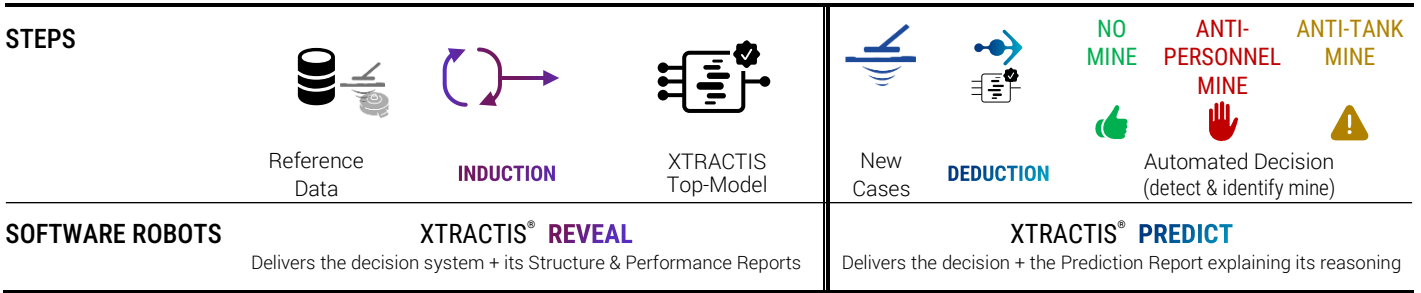 STEPS
NO
MINE
ANTI-
PERSONNEL
MINE
ANTI-TANK
MINE
Reference
Data
INDUCTION
XTRACTIS
Top-Model
New
Cases
DEDUCTION
Automated Decision
(detect & identify mine)
SOFTWARE ROBOTS
XTRACTIS® REVEAL
Delivers the decision system + its Structure & Performance Reports
XTRACTIS® PREDICT
Delivers the decision + the Prediction Report explaining its reasoning